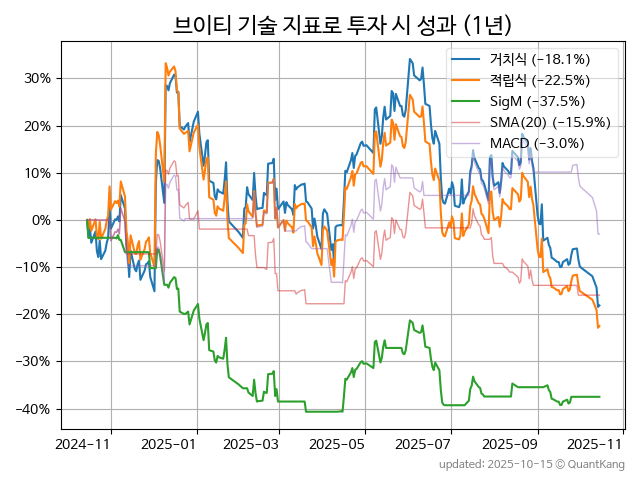 브이티 기술 지표로 투자 시 성과 (1년)
거치식 (−18.1%)
적립식 (−22.5%)
SigM (−37.5%)
SMA(20) (−15.9%)
MACD (−3.0%)
30%
20%
10%
0%
−10%
−20%
−30%
−40%
2024-11 2025-01 2025-03 2025-05 2025-07 2025-09 2025-11
updated: 2025-10-15 © QuantKang